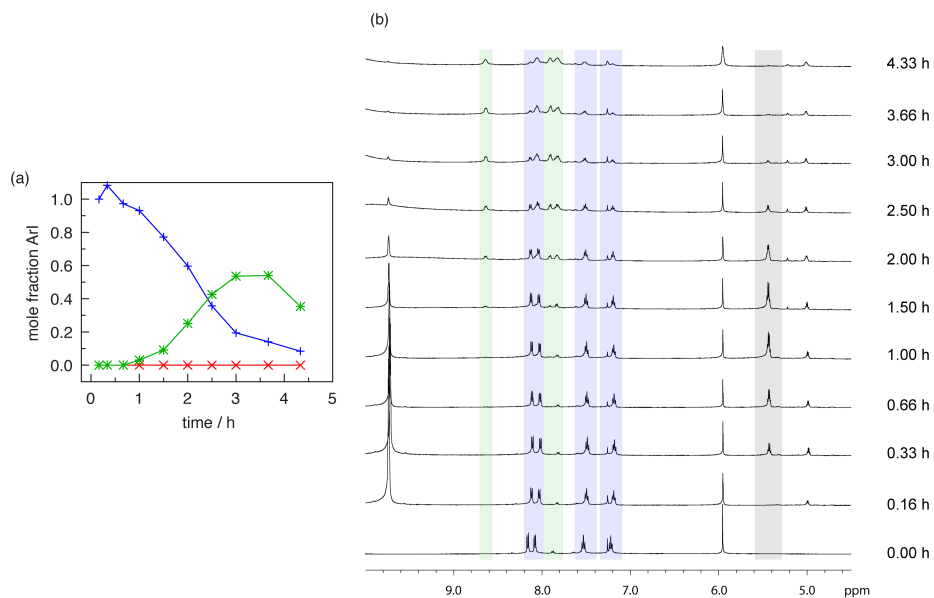 (b)
4.33 h
3.66 h
3.00 h
2.50 h
2.00 h
1.50 h
1.00 h
0.66 h
0.33 h
0.16 h
0.00 h
9.0 8.0 7.0 6.0 5.0 ppm
(a)
mole fraction ArI
1.0
0.8
0.6
0.4
0.2
0.0
0 1 2 3 4 5
time / h